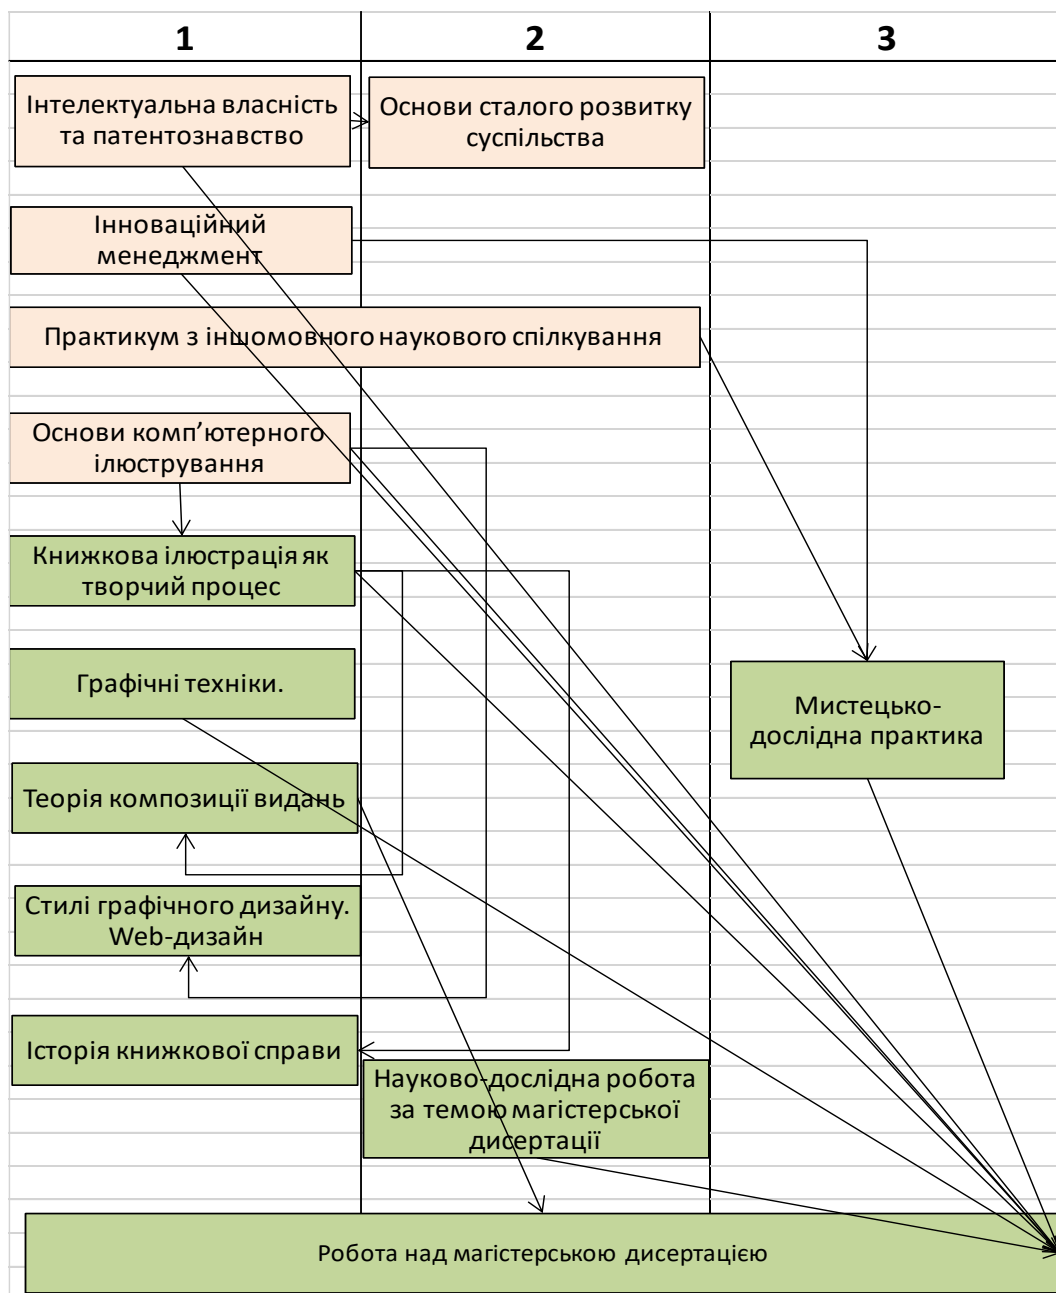 1
2
3
Інтелектуальна власність
та патентознавство
Основи сталого розвитку
суспільства
Інноваційний
менеджмент
Практикум з іншомовного наукового спілкування
Основи комп’ютерного
ілюстрування
Книжкова ілюстрація як
творчий процес
Графічні техніки.
Мистецько-
дослідна практика
Теорія композиції видань
Стилі графічного дизайну.
Web-дизайн
Історія книжкової справи
Науково-дослідна робота
за темою магістерської
дисертації
Робота над магістерською дисертацією